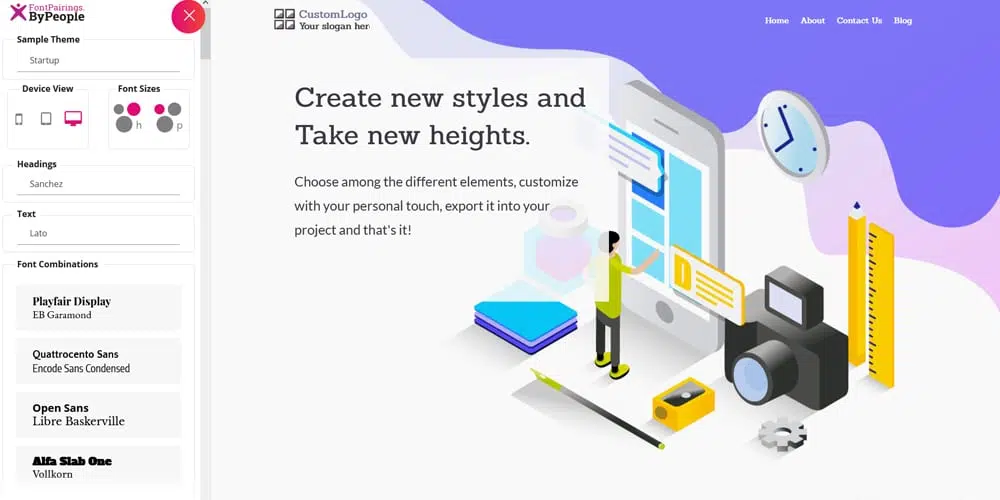 FontPairings.
ByPeople
Sample Theme
Startup
Device View
Font Sizes
h
p
Headings
Sanchez
Text
Lato
Font Combinations
Playfair Display
EB Garamond
Quattrocento Sans
Encode Sans Condensed
Open Sans
Libre Baskerville
Alfa Slab One
Vollkorn
CustomLogo
Your slogan here
Home About Contact Us Blog
Create new styles and
Take new heights.
Choose among the different elements, customize
with your personal touch, export it into your
project and that's it!